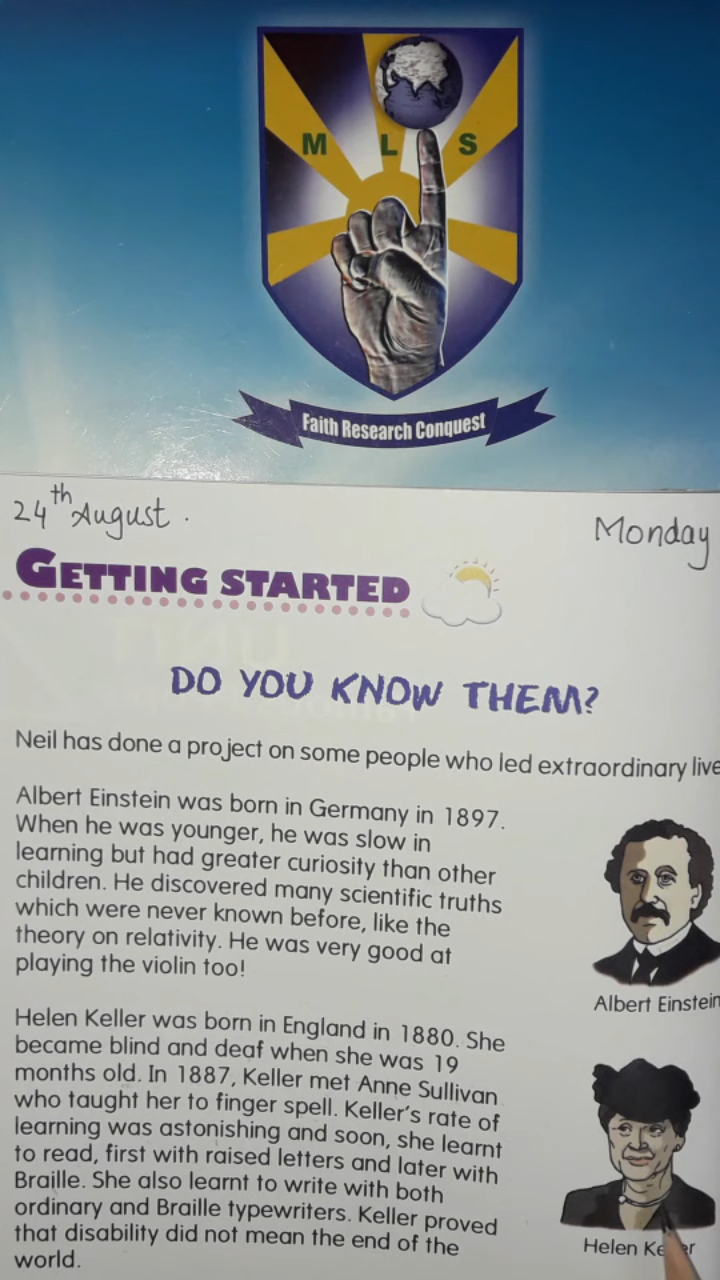 M L S
Faith Research Conquest
24th August.
Monday
GETTING STARTED
DO YOU KNOW THEM?
Neil has done a project on some people who led extraordinary live
Albert Einstein was born in Germany in 1897.
When he was younger, he was slow in
learning but had greater curiosity than other
children. He discovered many scientific truths
which were never known before, like the
theory on relativity. He was very good at
playing the violin too!
Albert Einstein
Helen Keller was born in England in 1880. She
became blind and deaf when she was 19
months old. In 1887, Keller met Anne Sullivan
who taught her to finger spell. Keller's rate of
learning was astonishing and soon, she learnt
to read, first with raised letters and later with
Braille. She also learnt to write with both
ordinary and Braille typewriters. Keller proved
that disability did not mean the end of the
world.
Helen Keller